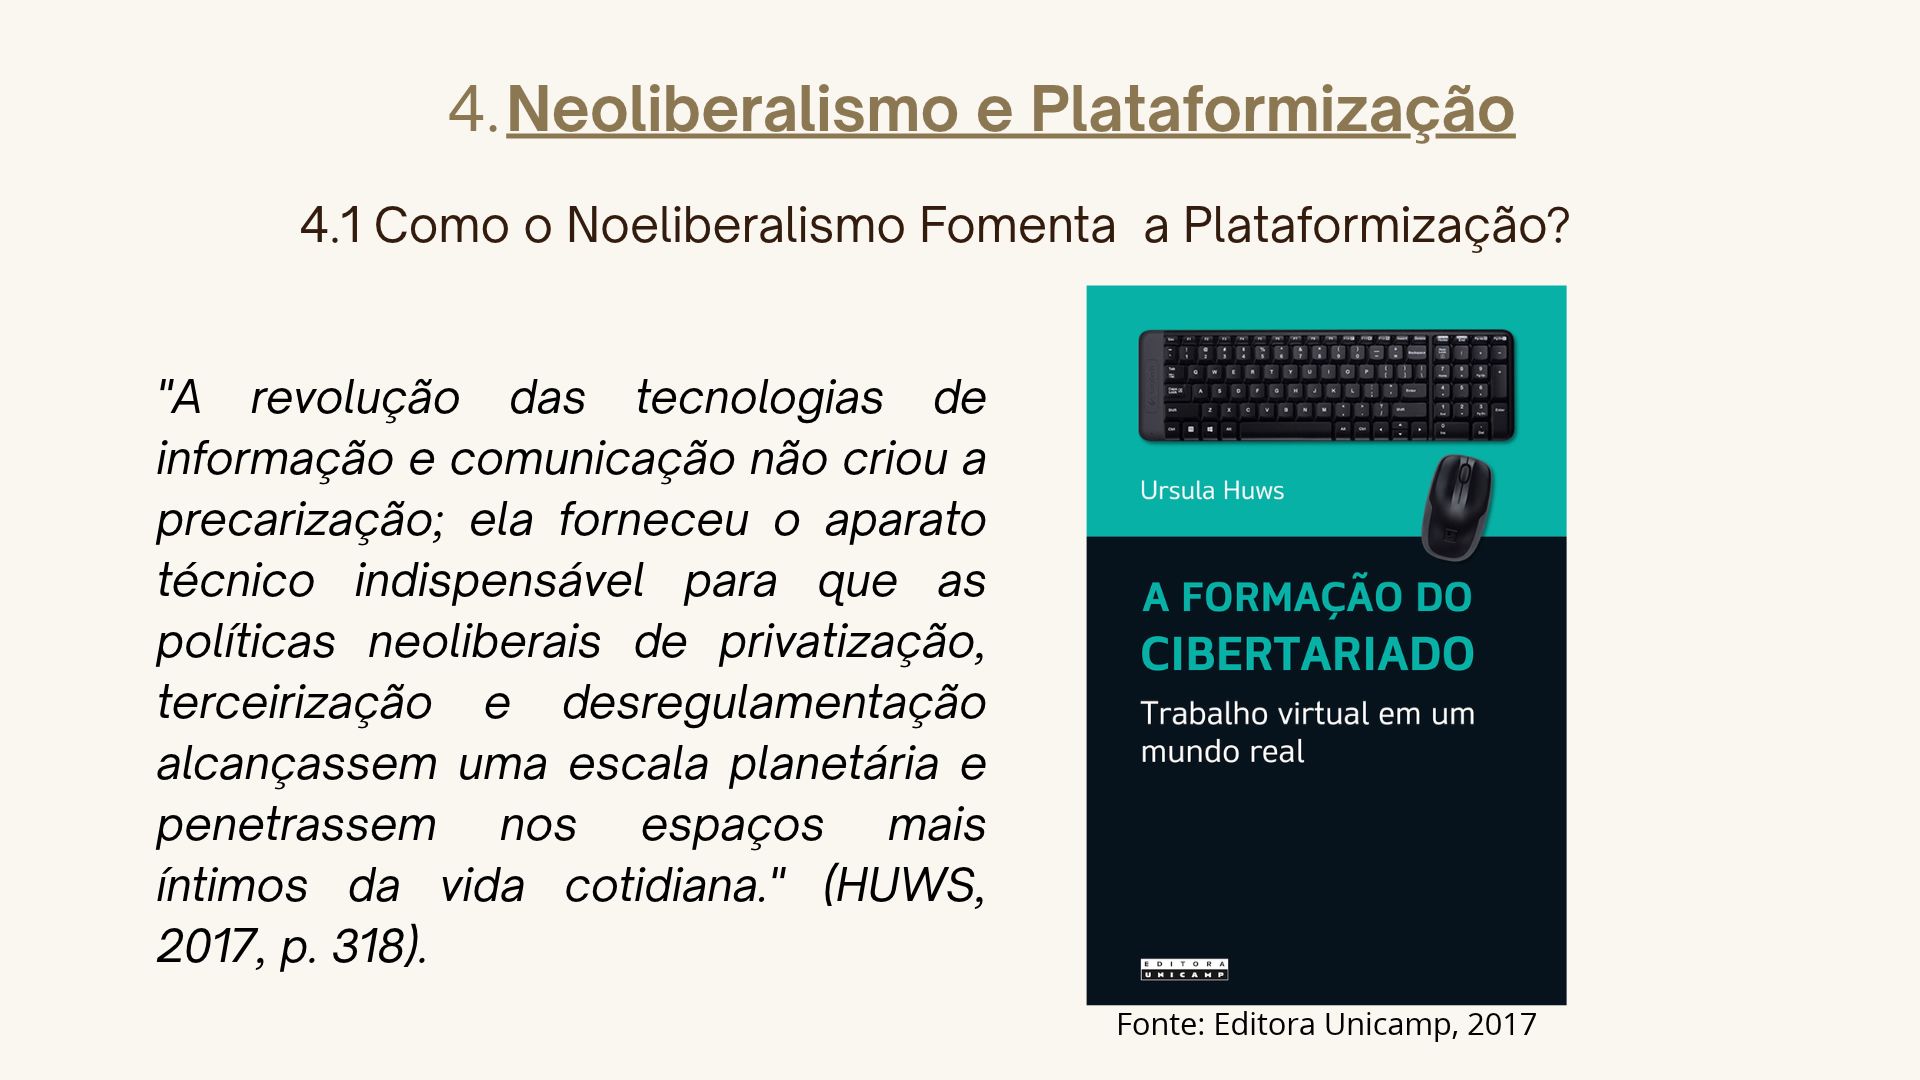 4. Neoliberalismo e Plataformização
4.1 Como o Noeliberalismo Fomenta  a Plataformização?
"A revolução das tecnologias de
informação e comunicação não criou a
precarização; ela forneceu o aparato
técnico indispensável para que as
políticas neoliberais de privatização,
terceirização e desregulamentação
alcançassem uma escala planetária e
penetrassem nos espaços mais
íntimos da vida cotidiana." (HUWS,
2017, p. 318).
Ursula Huws
A FORMAÇÃO DO
CIBERTARIADO
Trabalho virtual em um
mundo real
EDITORA
UNICAMP
Fonte: Editora Unicamp, 2017